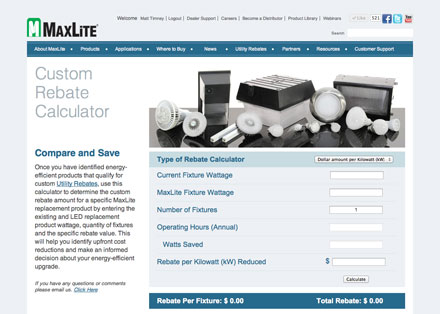 MAXLITE®
Welcome Matt Tinney | Logout | Dealer Support | Careers | Become a Distributor | Product Library | Webinars
521
Search:
About MaxLite • Products • Applications • Where to Buy • News • Utility Rebates • Partners • Resources • Customer Support
Custom
Rebate
Calculator
Compare and Save
Once you have identified energy-
efficient products that qualify for
custom Utility Rebates, use this
calculator to determine the custom
rebate amount for a specific MaxLite
replacement product by entering the
existing and LED replacement
product wattage, quantity of fixtures
and the specific rebate value. This
will help you identify upfront cost
reductions and make an informed
decision about your energy-efficient
upgrade.
If you have any questions or comments
please email us. Click Here
Type of Rebate Calculator Dollar amount per Kilowatt (kW)
Current Fixture Wattage
MaxLite Fixture Wattage
Number of Fixtures 1
Operating Hours (Annual)
Watts Saved
Rebate per Kilowatt (kW) Reduced $
Calculate
Rebate Per Fixture: $ 0.00 Total Rebate: $ 0.00